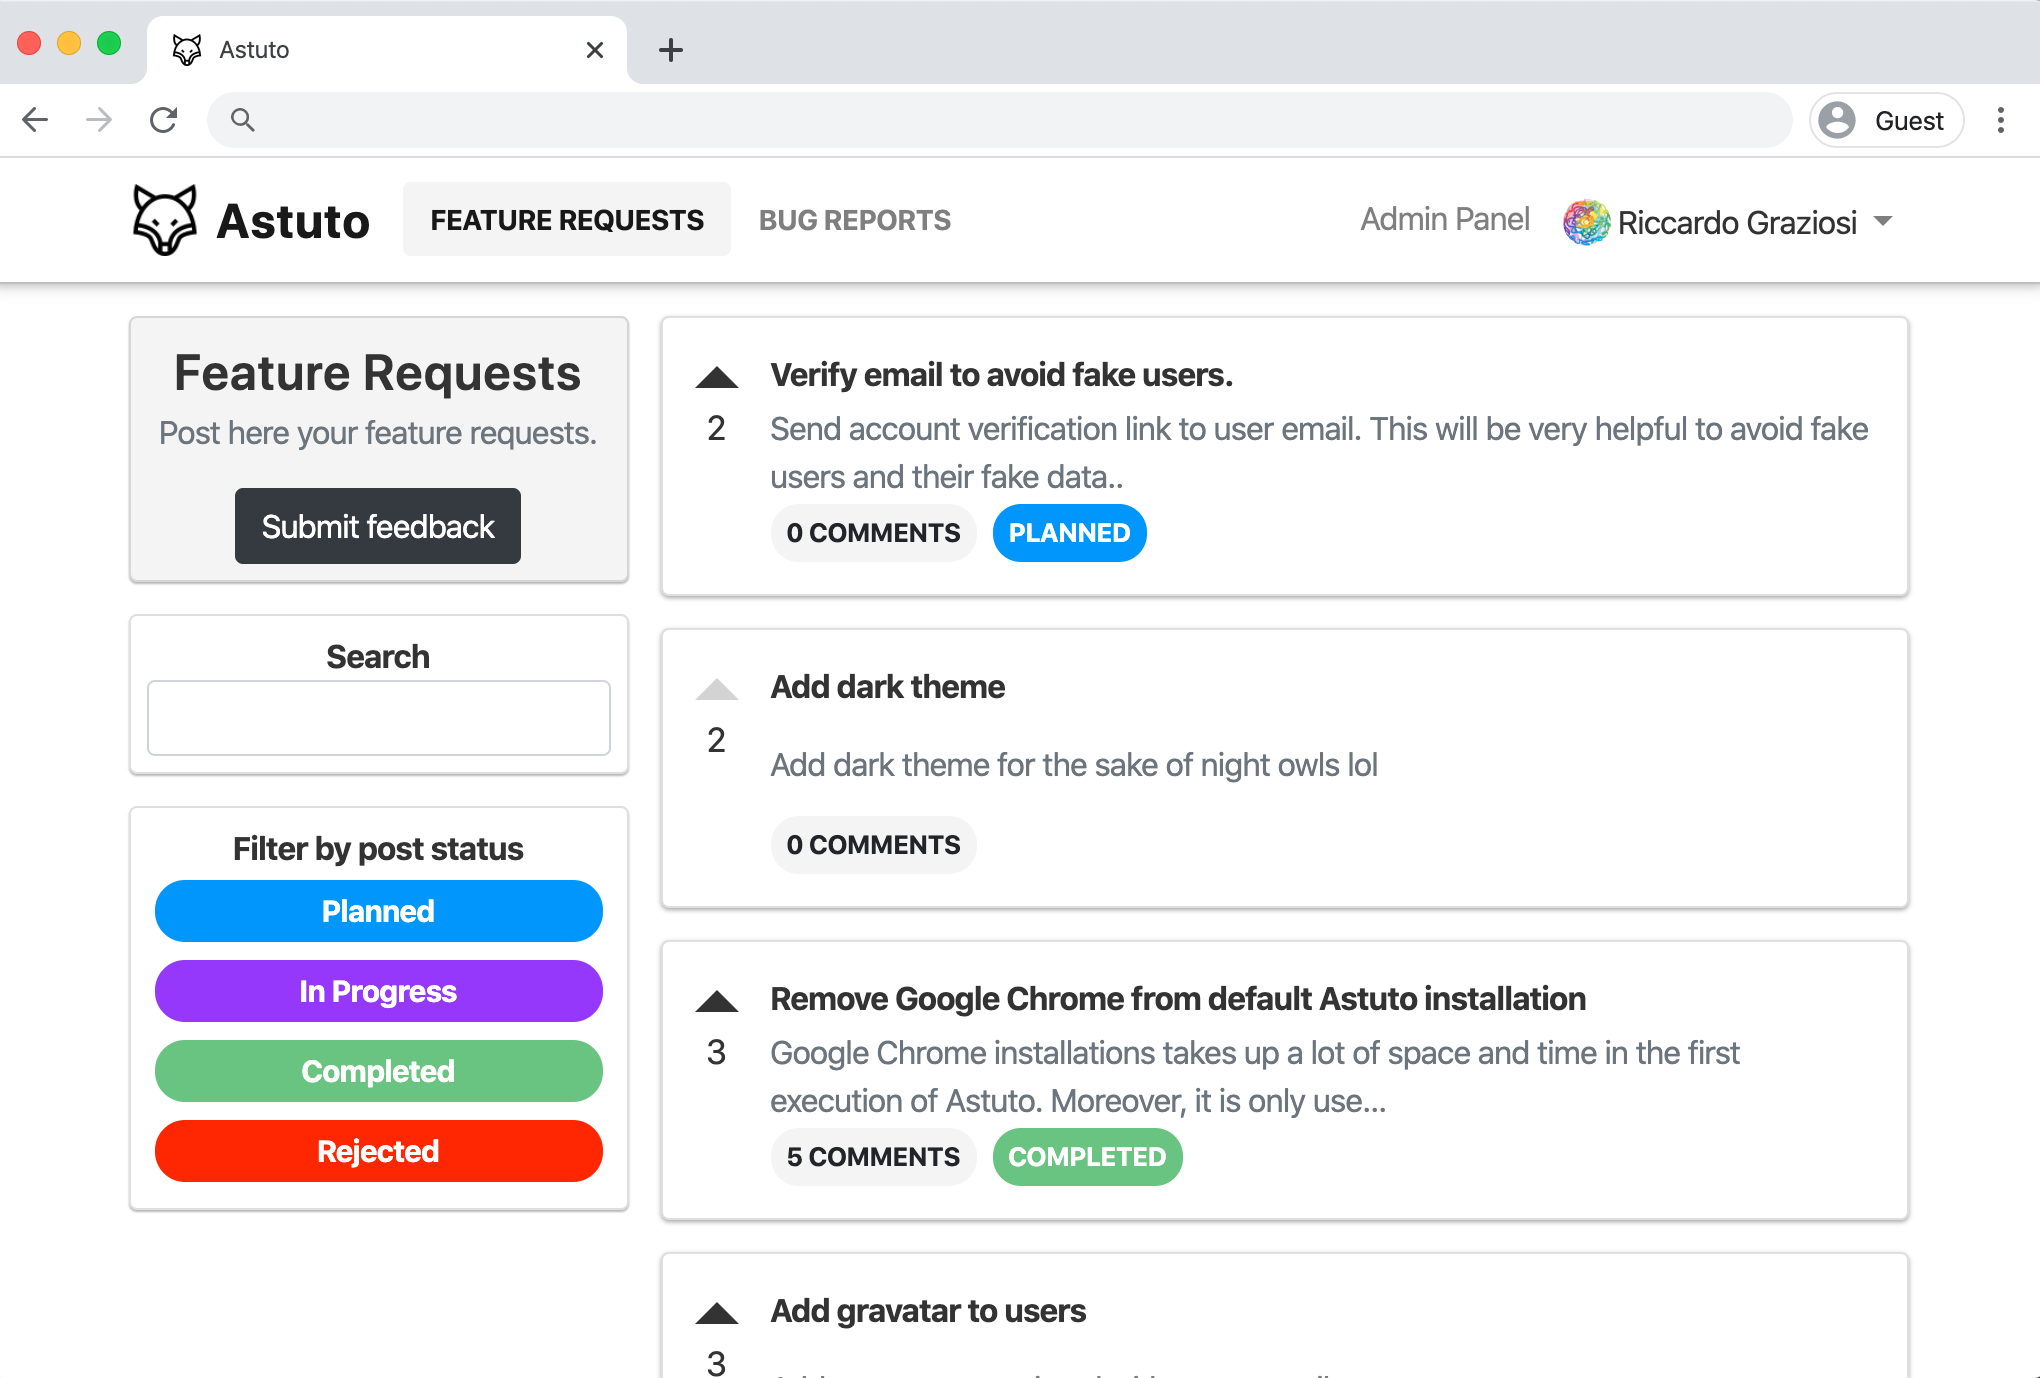 Astuto
Guest
Astuto
FEATURE REQUESTS
BUG REPORTS
Admin Panel
Riccardo Graziosi
Feature Requests
Post here your feature requests.
Submit feedback
Search
Filter by post status
Planned
In Progress
Completed
Rejected
Verify email to avoid fake users.
2
Send account verification link to user email. This will be very helpful to avoid fake
users and their fake data..
0 COMMENTS
PLANNED
Add dark theme
2
Add dark theme for the sake of night owls lol
0 COMMENTS
Remove Google Chrome from default Astuto installation
3
Google Chrome installations takes up a lot of space and time in the first
execution of Astuto. Moreover, it is only use...
5 COMMENTS
COMPLETED
Add gravatar to users
3